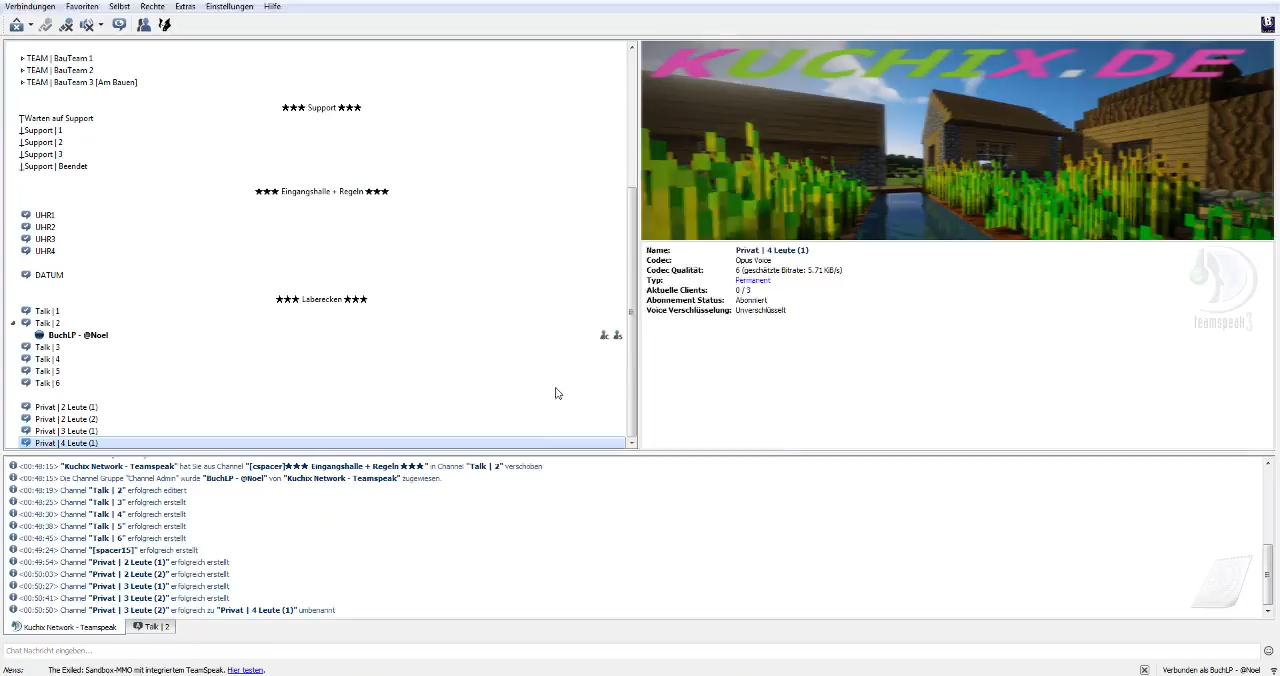 Verbindungen Favoriten Selbst Rechte Extras Einstellungen Hilfe
TEAM | BauTeam 1
TEAM | BauTeam 2
TEAM | BauTeam 3 [Am Bauen]
★★★ Support ★★★
Warten auf Support
Support | 1
Support | 2
Support | 3
Support | Beendet
★★★ Eingangshalle + Regeln ★★★
UHR1
UHR2
UHR3
UHR4
DATUM
★★★ Laberecken ★★★
Talk | 1
Talk | 2
BuchLP - @Noel
Talk | 3
Talk | 4
Talk | 5
Talk | 6
Privat | 2 Leute (1)
Privat | 2 Leute (2)
Privat | 3 Leute (1)
Privat | 4 Leute (1)
KUCHIX.DE
Name: Privat | 4 Leute (1)
Codec: Opus Voice
Codec Qualität: 6 (geschätzte Bitrate: 5.71 KiB/s)
Typ: Permanent
Aktuelle Clients: 0 / 3
Abonnement Status: Abonniert
Voice Verschlüsselung: Unverschlüsselt
teamspeak3
<00:48:15> "Kuchix Network - Teamspeak" hat Sie aus Channel "[cspacer]★★★ Eingangshalle + Regeln ★★★" in Channel "Talk | 2" verschoben
<00:48:15> Die Channel Gruppe "Channel Admin" wurde "BuchLP - @Noel" von "Kuchix Network - Teamspeak" zugewiesen.
<00:48:19> Channel "Talk | 2" erfolgreich editiert
<00:48:25> Channel "Talk | 3" erfolgreich erstellt
<00:48:30> Channel "Talk | 4" erfolgreich erstellt
<00:48:38> Channel "Talk | 5" erfolgreich erstellt
<00:48:45> Channel "Talk | 6" erfolgreich erstellt
<00:49:24> Channel "[spacer15]" erfolgreich erstellt
<00:49:54> Channel "Privat | 2 Leute (1)" erfolgreich erstellt
<00:50:03> Channel "Privat | 2 Leute (2)" erfolgreich erstellt
<00:50:27> Channel "Privat | 3 Leute (1)" erfolgreich erstellt
<00:50:41> Channel "Privat | 3 Leute (2)" erfolgreich erstellt
<00:50:50> Channel "Privat | 3 Leute (2)" erfolgreich zu "Privat | 4 Leute (1)" umbenannt
Kuchix Network - Teamspeak Talk | 2
Chat Nachricht eingeben...
News: The Exiled: Sandbox-MMO mit integriertem TeamSpeak. Hier testen. Verbunden als BuchLP - @Noel